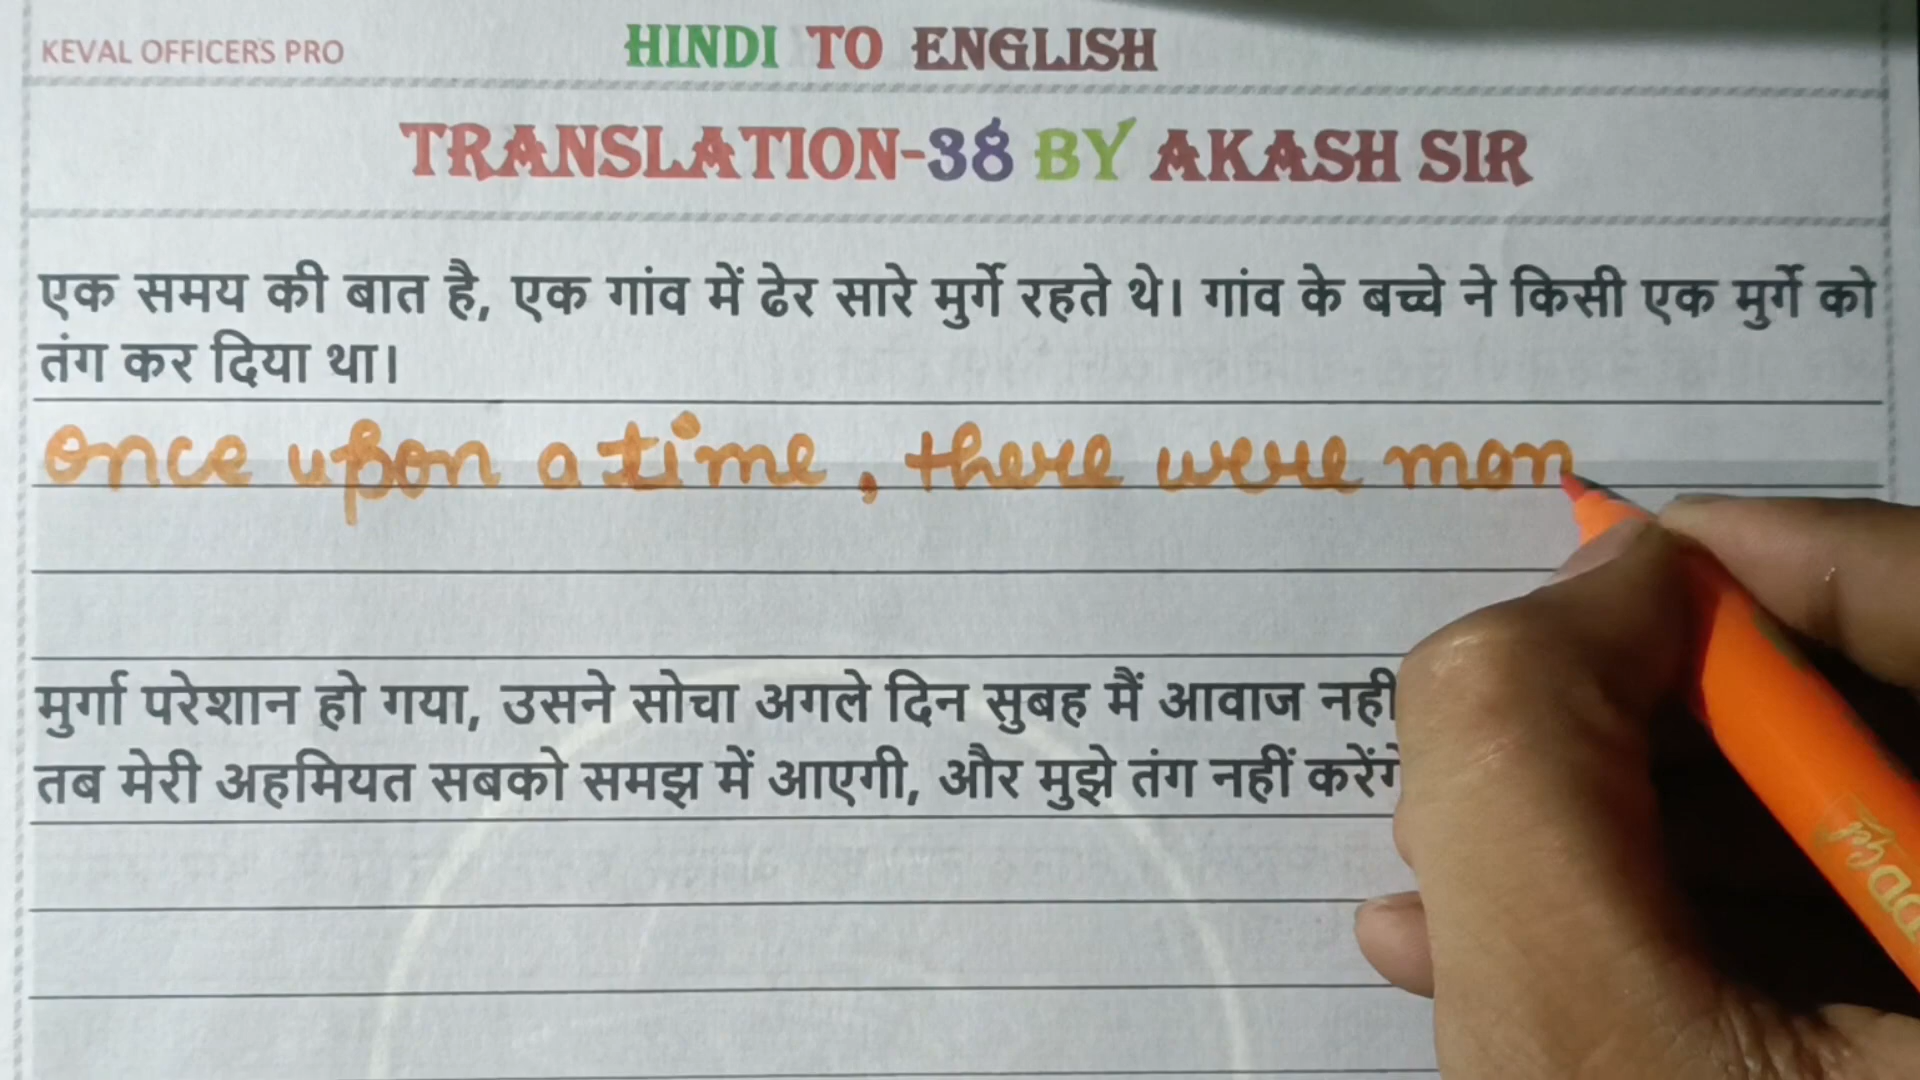 KEVAL OFFICERS PRO
HINDI TO ENGLISH
TRANSLATION-38 BY AKASH SIR
एक समय की बात है, एक गांव में ढेर सारे मुर्गे रहते थे। गांव के बच्चे ने किसी एक मुर्गे को
तंग कर दिया था।
once upon a time, there were man
मुर्गा परेशान हो गया, उसने सोचा अगले दिन सुबह मैं आवाज
तब मेरी अहमियत सबको समझ में आएगी, और मुझे तंग नहीं